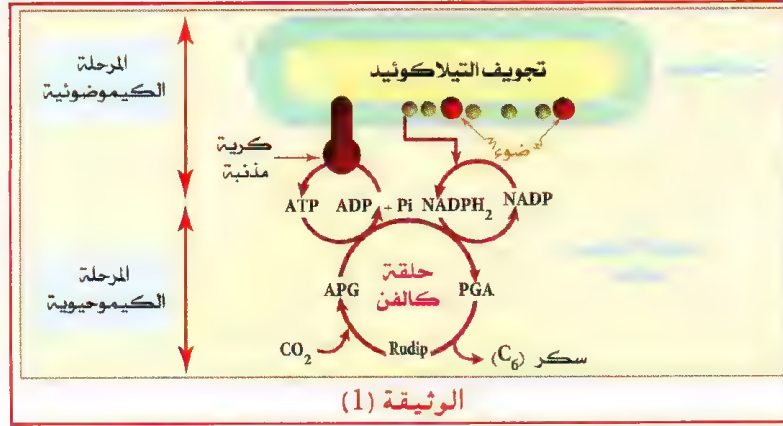 المرحلة
الكيموضوئية
تجويف التيلاكوئيد
ضوء
كرية
مذنبة
ATP ADP + Pi NADPH2 NADP
المرحلة
الكيموحيوية
حلقة
كالفن
APG PGA
CO2 Rudip سكر (C6)
الوثيقة (1)